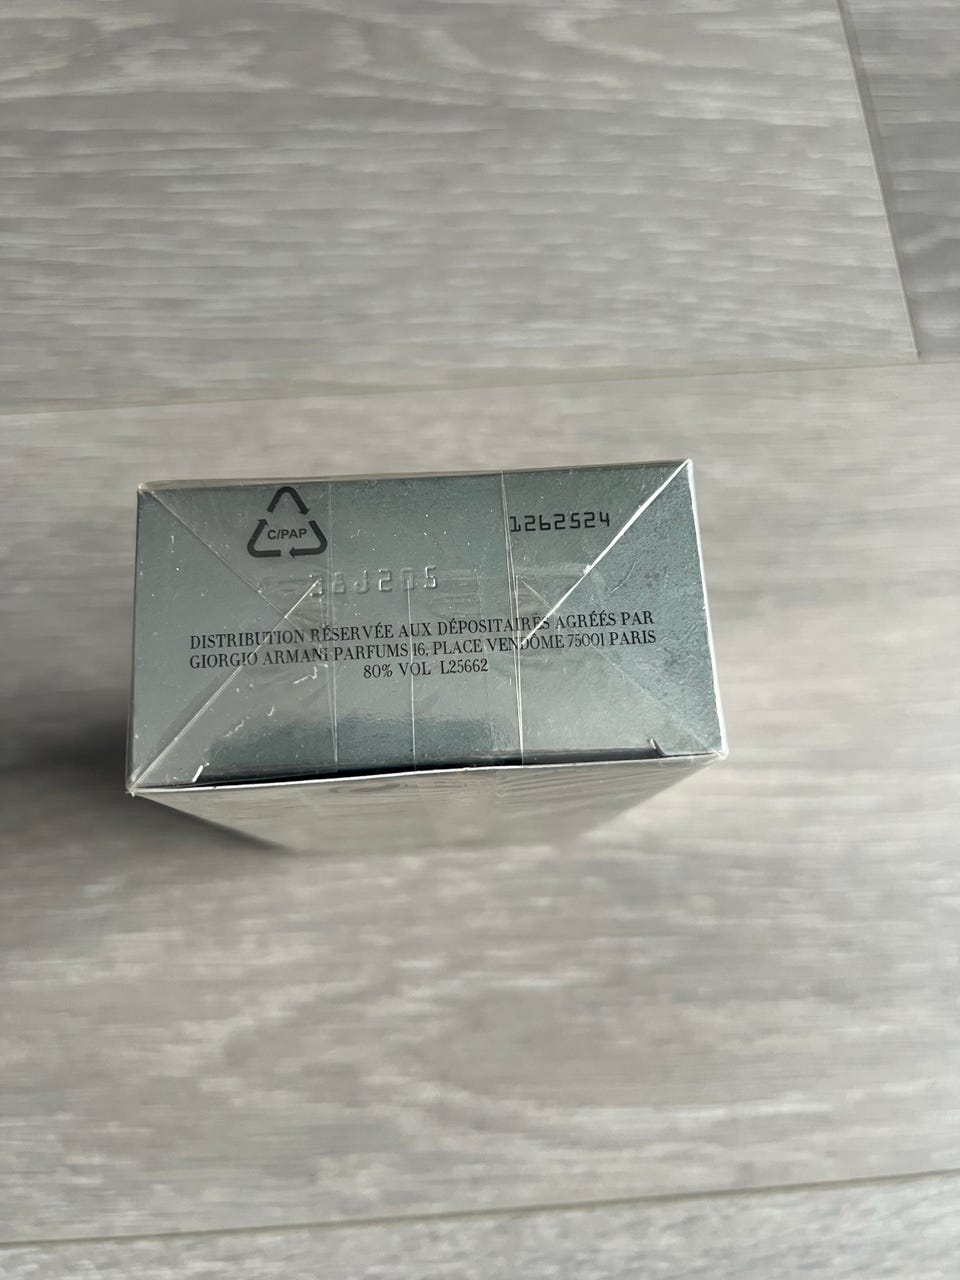 C/PAP
1262524
38J205
DISTRIBUTION RÉSERVÉE AUX DÉPOSITAIRES AGRÉÉS PAR
GIORGIO ARMANI PARFUMS 16, PLACE VENDÔME 75001 PARIS
80% VOL L25662